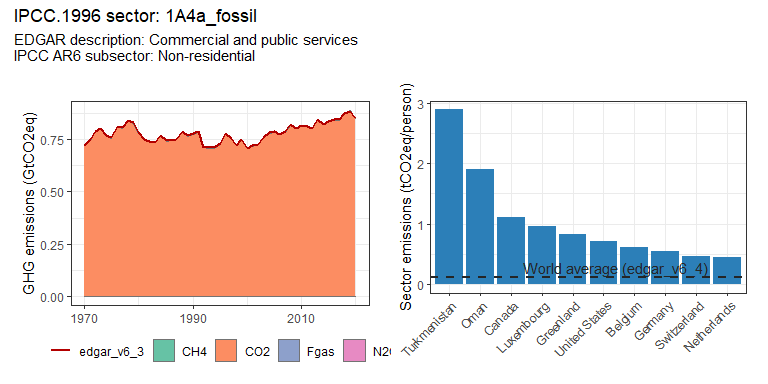 IPCC.1996 sector: 1A4a_fossil
EDGAR description: Commercial and public services
IPCC AR6 subsector: Non-residential
GHG emissions (GtCO2eq)
0.75
0.50
0.25
0.00
1970
1990
2010
edgar_v6_3
CH4
CO2
Fgas
N2
Sector emissions (tCO2eq/person)
3
2
1
0
World average (edgar_v6_4)
Turkmenistan
Oman
Canada
Luxembourg
Greenland
United States
Belgium
Germany
Switzerland
Netherlands